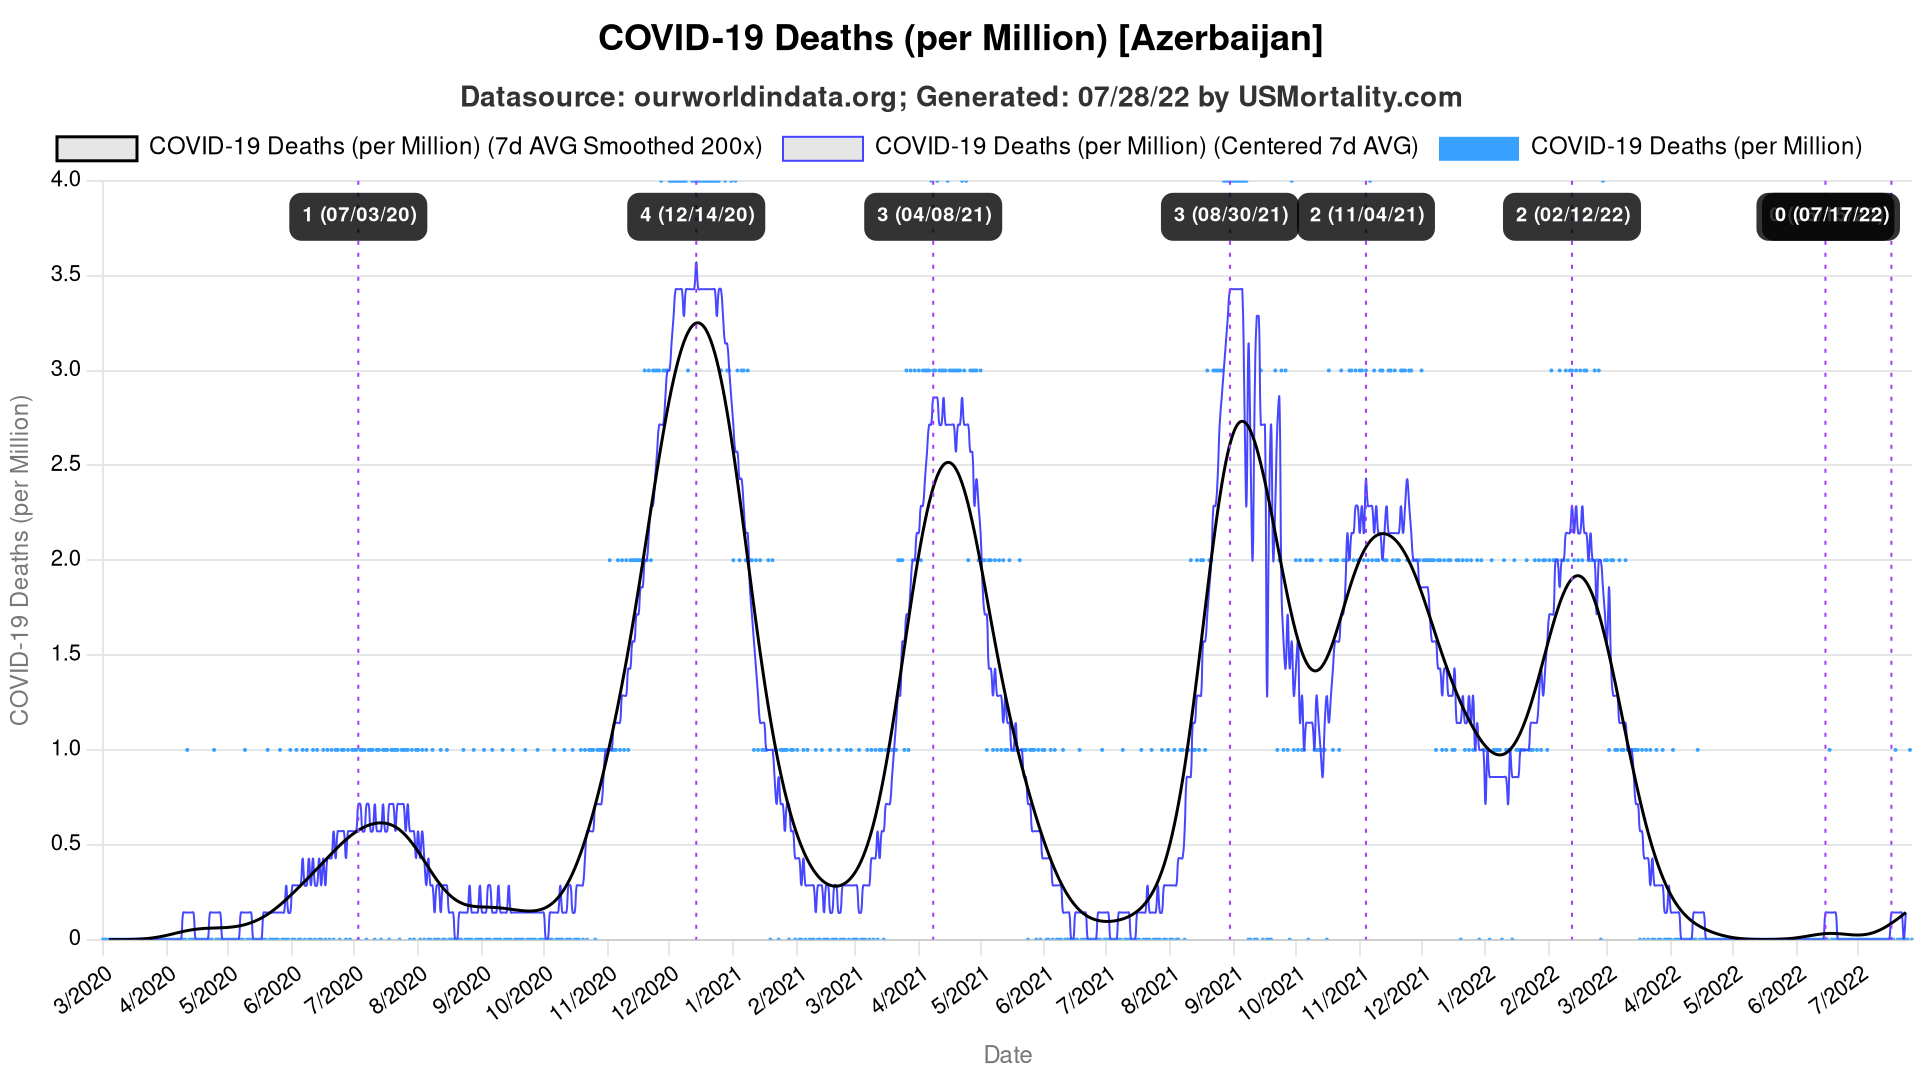 COVID-19 Deaths (per Million) [Azerbaijan]
Datasource: ourworldindata.org; Generated: 07/28/22 by USMortality.com
COVID-19 Deaths (per Million) (7d AVG Smoothed 200x) COVID-19 Deaths (per Million) (Centered 7d AVG) COVID-19 Deaths (per Million)
1 (07/03/20) 4 (12/14/20) 3 (04/08/21) 3 (08/30/21) 2 (11/04/21) 2 (02/12/22) 0 (07/17/22)
4.0
3.5
3.0
2.5
2.0
1.5
1.0
0.5
0
COVID-19 Deaths (per Million)
3/2020 4/2020 5/2020 6/2020 7/2020 8/2020 9/2020 10/2020 11/2020 12/2020 1/2021 2/2021 3/2021 4/2021 5/2021 6/2021 7/2021 8/2021 9/2021 10/2021 11/2021 12/2021 1/2022 2/2022 3/2022 4/2022 5/2022 6/2022 7/2022
Date